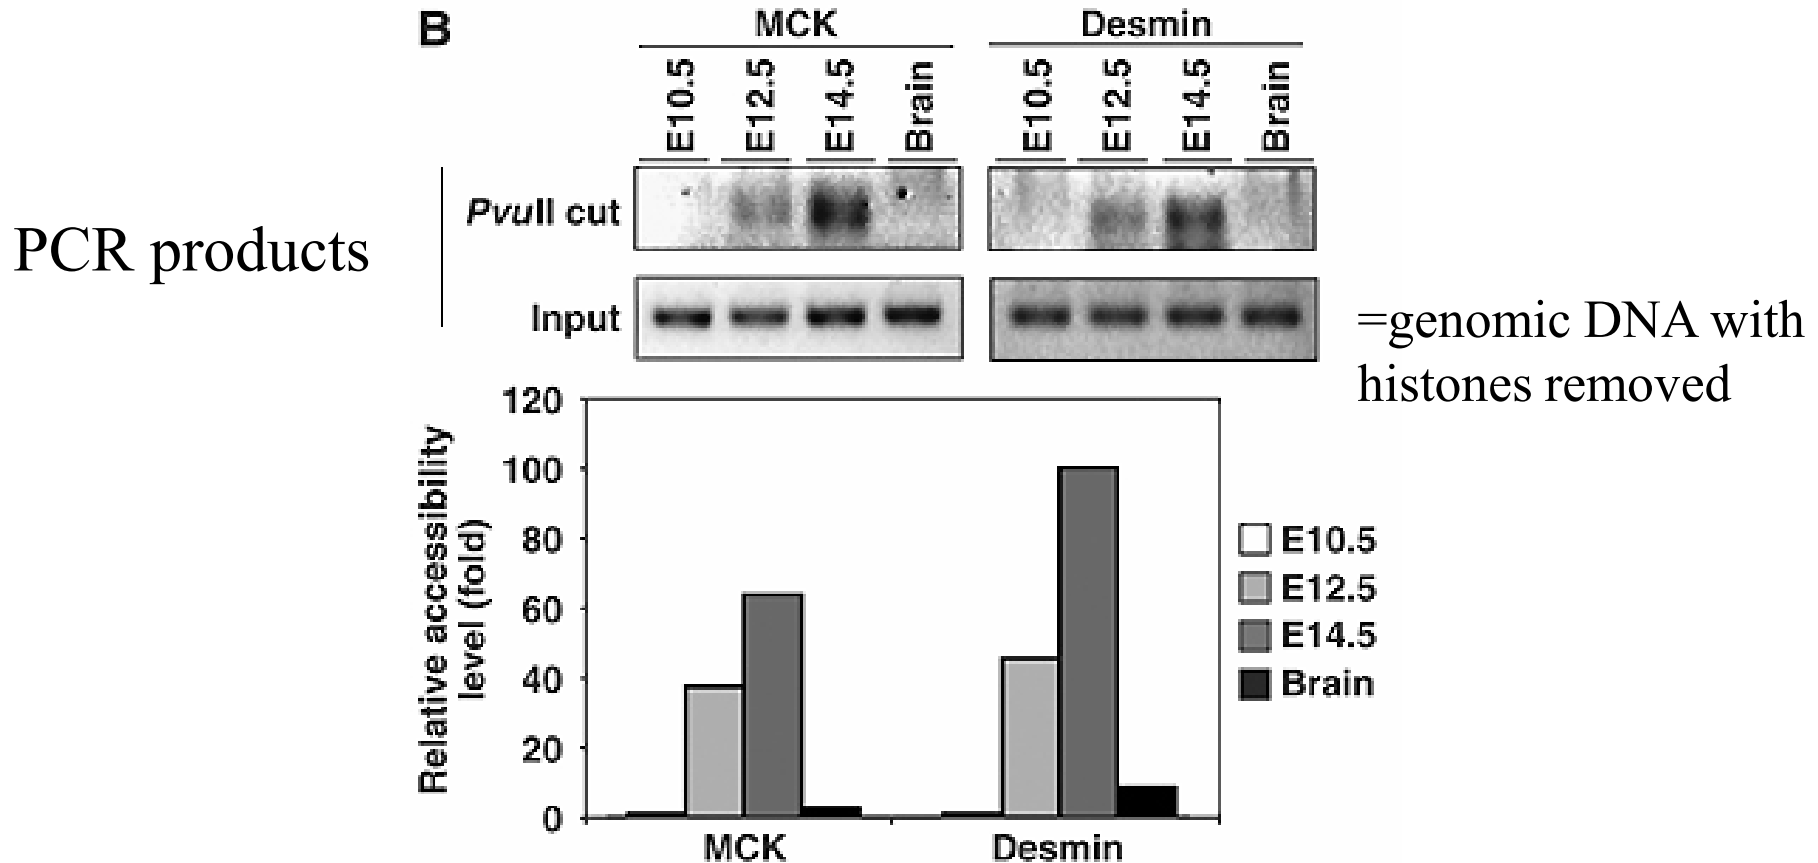 B
MCK
Desmin
E10.5
E12.5
E14.5
Brain
E10.5
E12.5
E14.5
Brain
PCR products
PvuII cut
Input
=genomic DNA with
histones removed
Relative accessibility
level (fold)
120
100
80
60
40
20
0
MCK
Desmin
E10.5
E12.5
E14.5
Brain